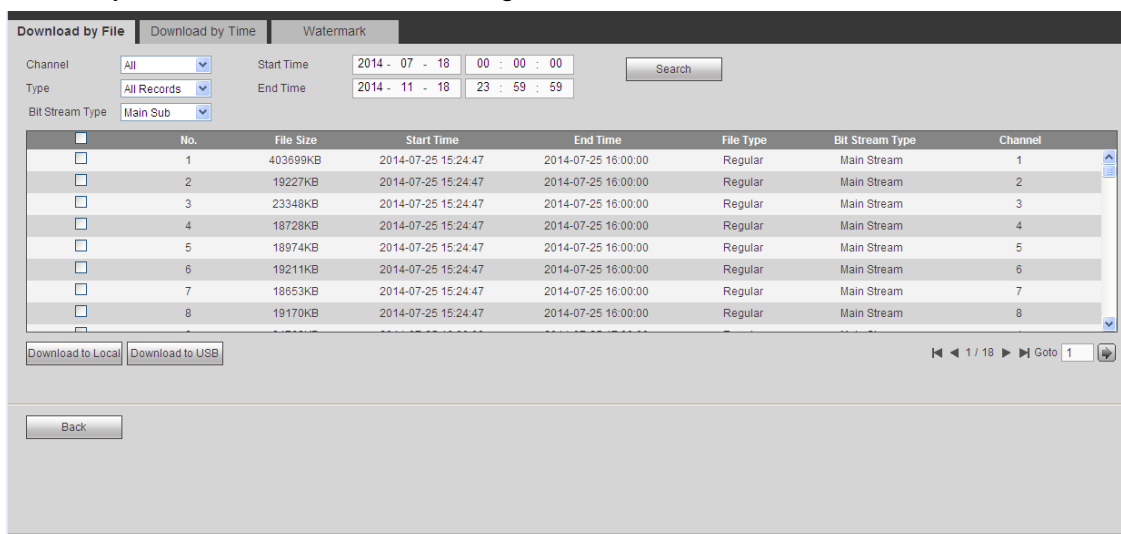 Download by File Download by Time Watermark
Channel All Start Time 2014 - 07 - 18 00 : 00 : 00 Search
Type All Records End Time 2014 - 11 - 18 23 : 59 : 59
Bit Stream Type Main Sub
No. File Size Start Time End Time File Type Bit Stream Type Channel
1 403699KB 2014-07-25 15:24:47 2014-07-25 16:00:00 Regular Main Stream 1
2 19227KB 2014-07-25 15:24:47 2014-07-25 16:00:00 Regular Main Stream 2
3 23348KB 2014-07-25 15:24:47 2014-07-25 16:00:00 Regular Main Stream 3
4 18728KB 2014-07-25 15:24:47 2014-07-25 16:00:00 Regular Main Stream 4
5 18974KB 2014-07-25 15:24:47 2014-07-25 16:00:00 Regular Main Stream 5
6 19211KB 2014-07-25 15:24:47 2014-07-25 16:00:00 Regular Main Stream 6
7 18653KB 2014-07-25 15:24:47 2014-07-25 16:00:00 Regular Main Stream 7
8 19170KB 2014-07-25 15:24:47 2014-07-25 16:00:00 Regular Main Stream 8
Download to Local Download to USB 1 / 18 Goto 1
Back